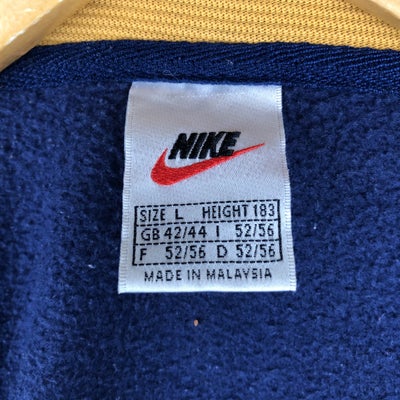 NIKE
SIZE L HEIGHT 183
GB 42/44 I 52/56
F 52/56 D 52/56
MADE IN MALAYSIA